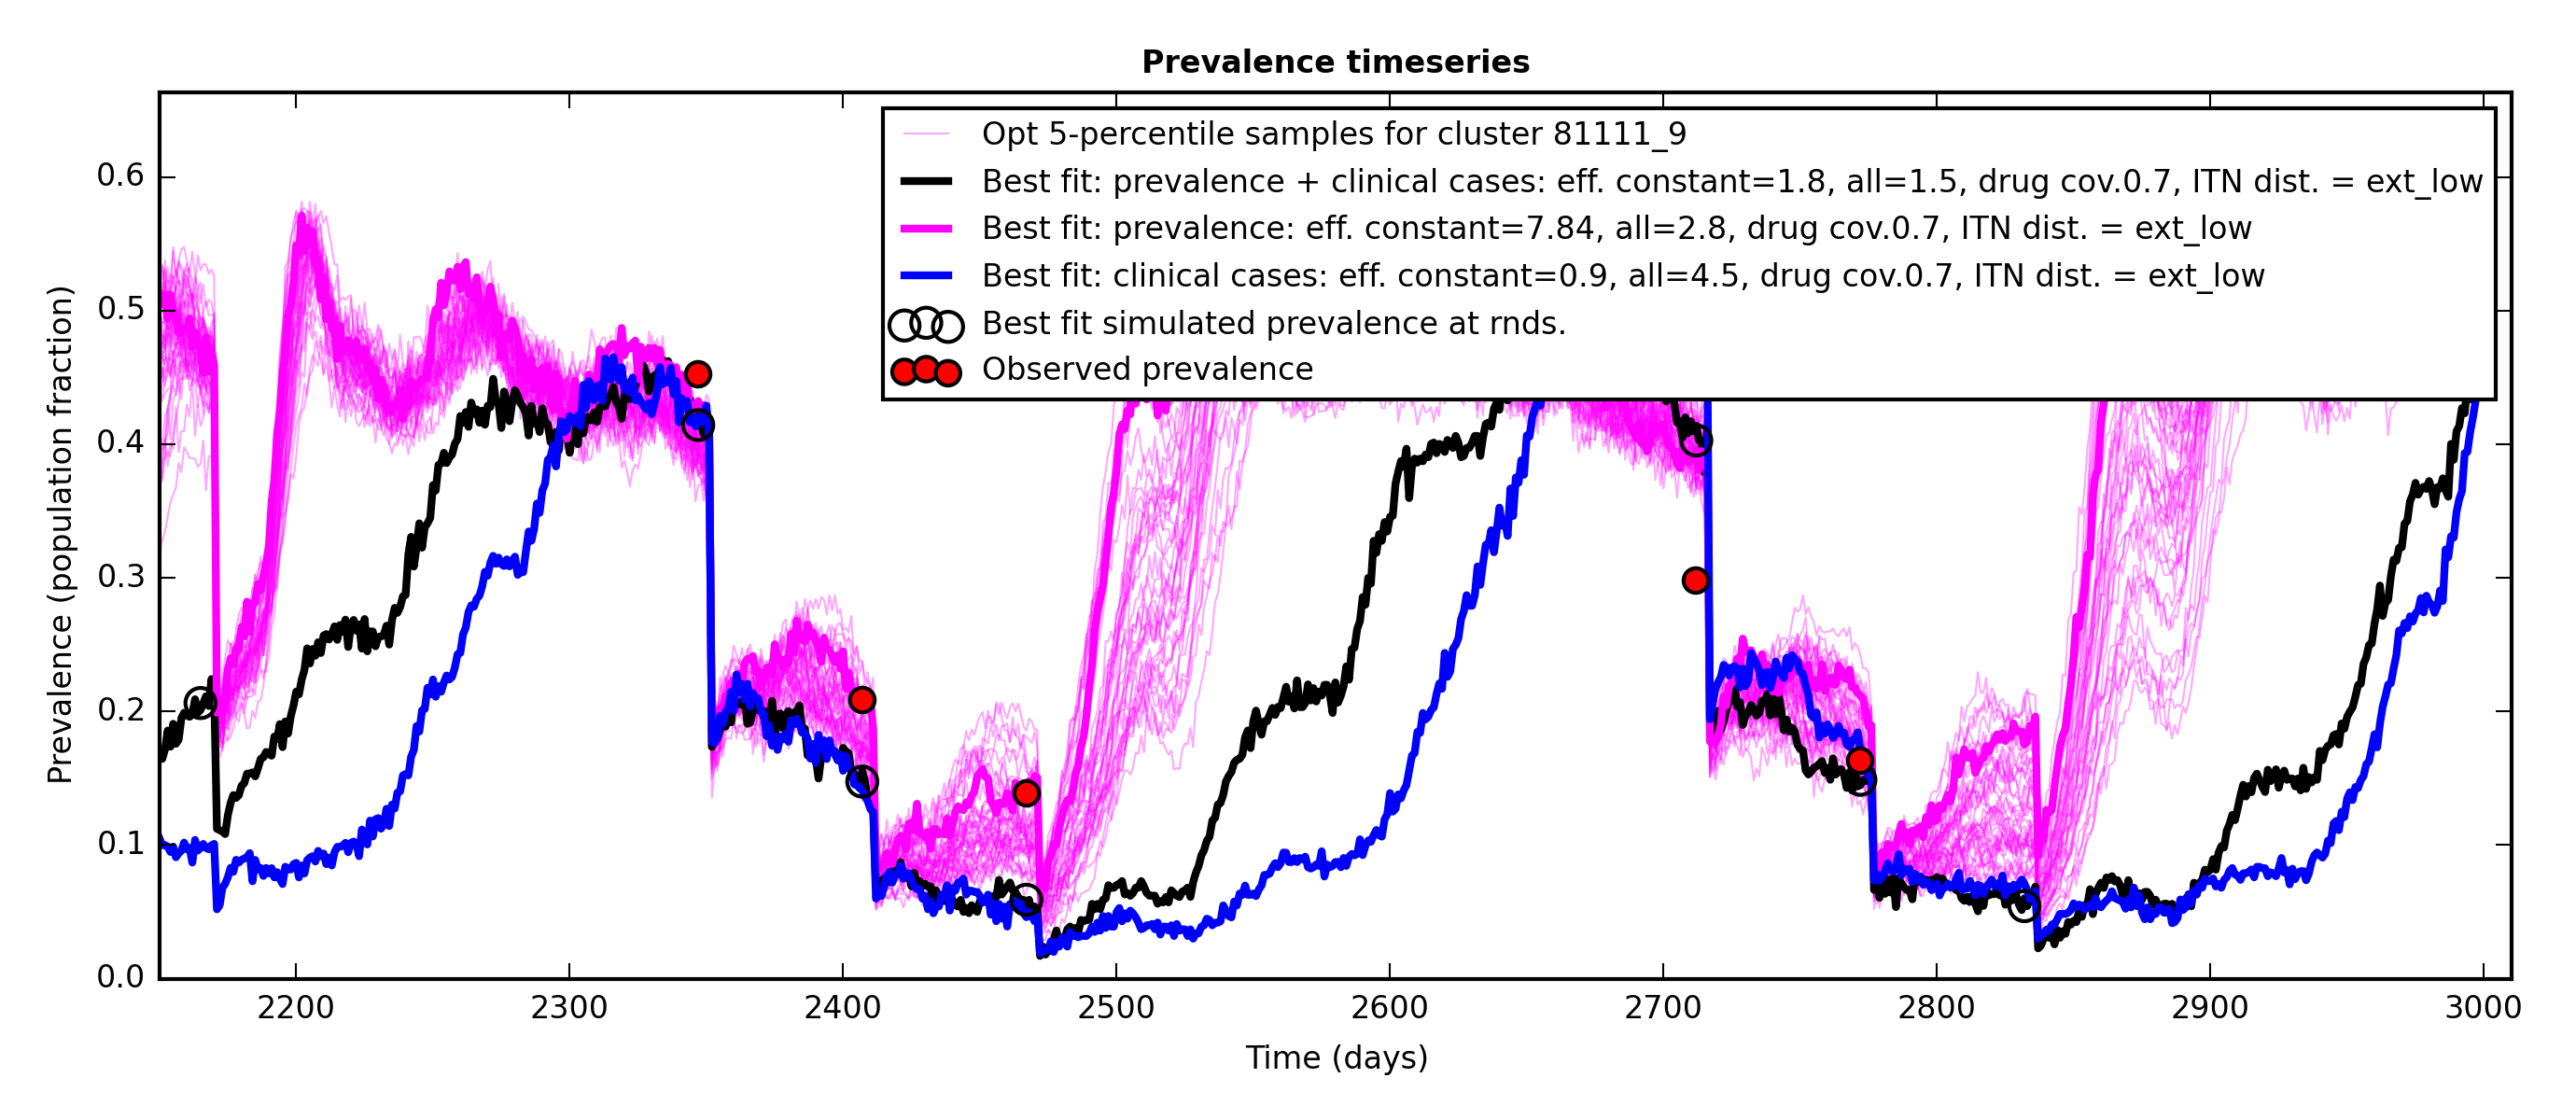 Prevalence timeseries
Opt 5-percentile samples for cluster 81111_9
Best fit: prevalence + clinical cases: eff. constant=1.8, all=1.5, drug cov.0.7, ITN dist. = ext_low
Best fit: prevalence: eff. constant=7.84, all=2.8, drug cov.0.7, ITN dist. = ext_low
Best fit: clinical cases: eff. constant=0.9, all=4.5, drug cov.0.7, ITN dist. = ext_low
Best fit simulated prevalence at rnds.
Observed prevalence
Prevalence (population fraction)
0.6
0.5
0.4
0.3
0.2
0.1
0.0
2200 2300 2400 2500 2600 2700 2800 2900 3000
Time (days)